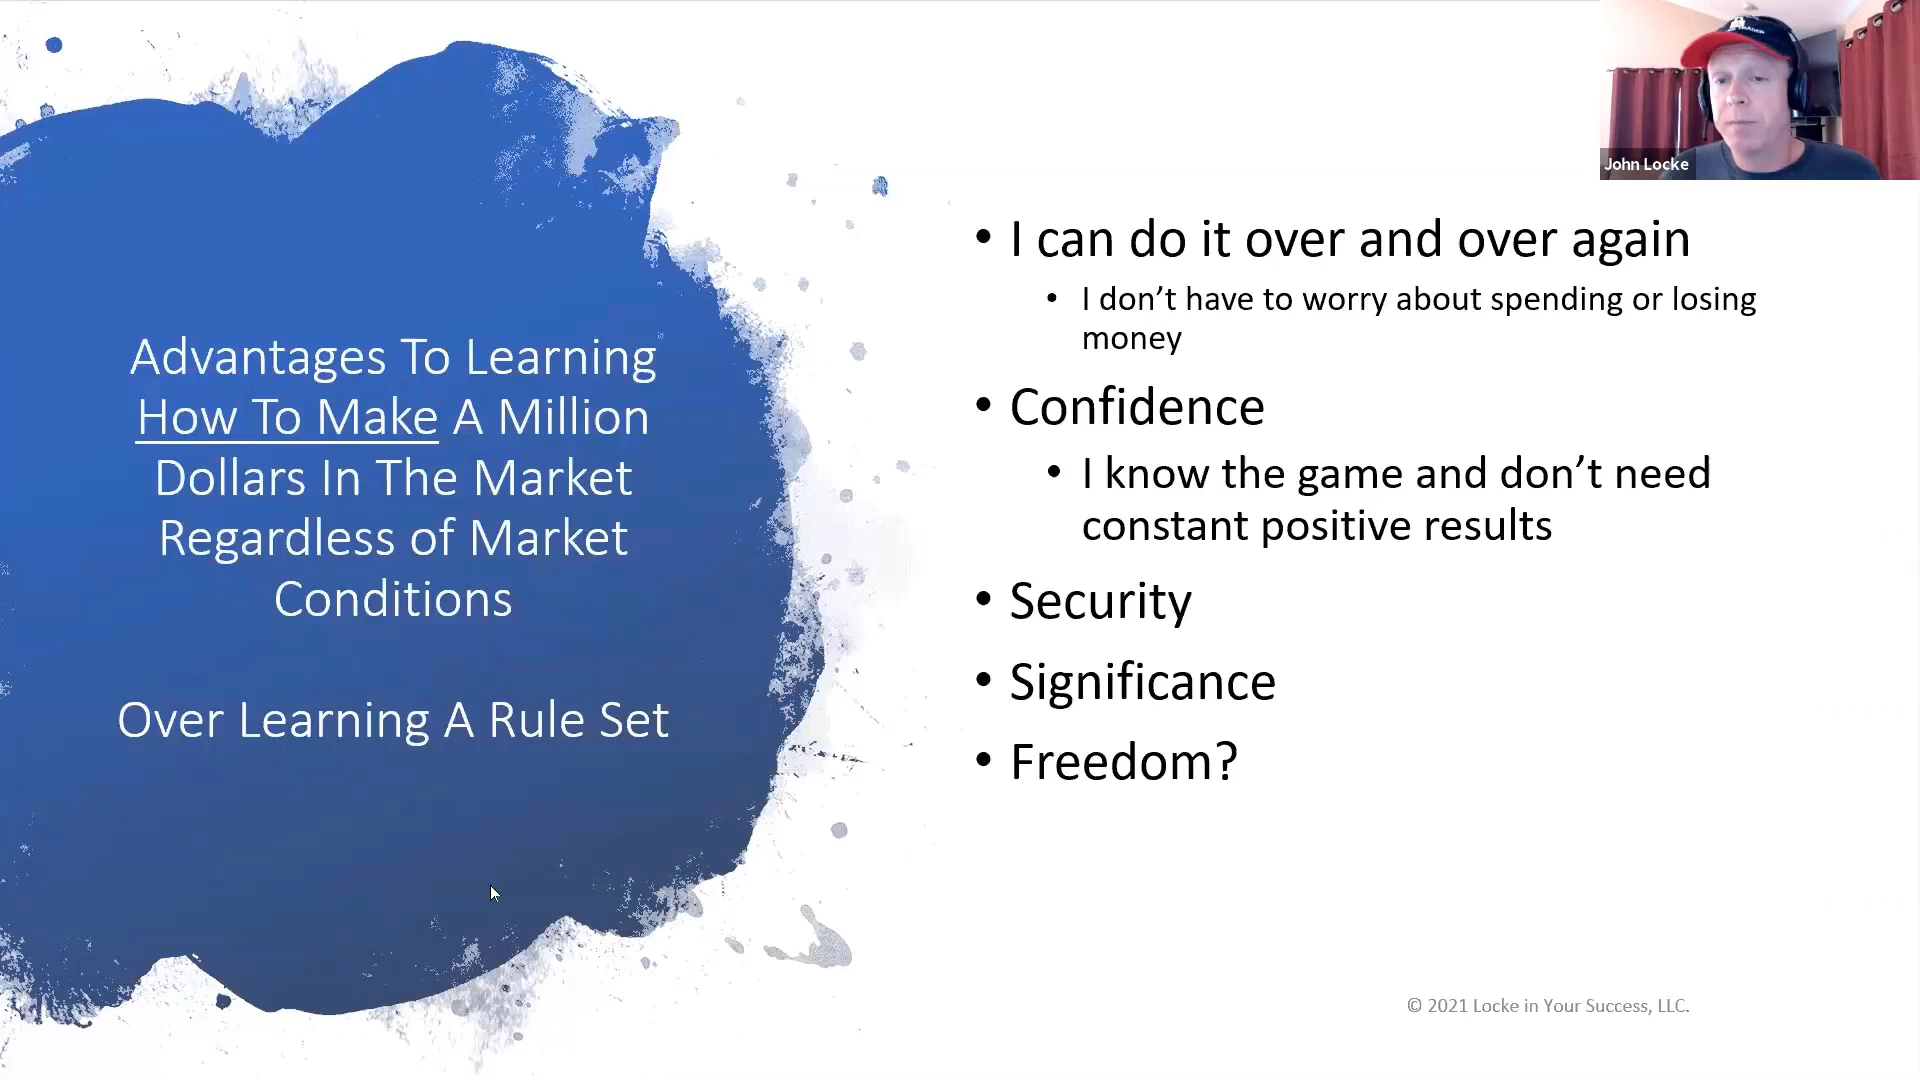 Advantages To Learning
How To Make A Million
Dollars In The Market
Regardless of Market
Conditions
Over Learning A Rule Set
• I can do it over and over again
• I don’t have to worry about spending or losing
money
• Confidence
• I know the game and don’t need
constant positive results
• Security
• Significance
• Freedom?
John Locke
© 2021 Locke in Your Success, LLC.